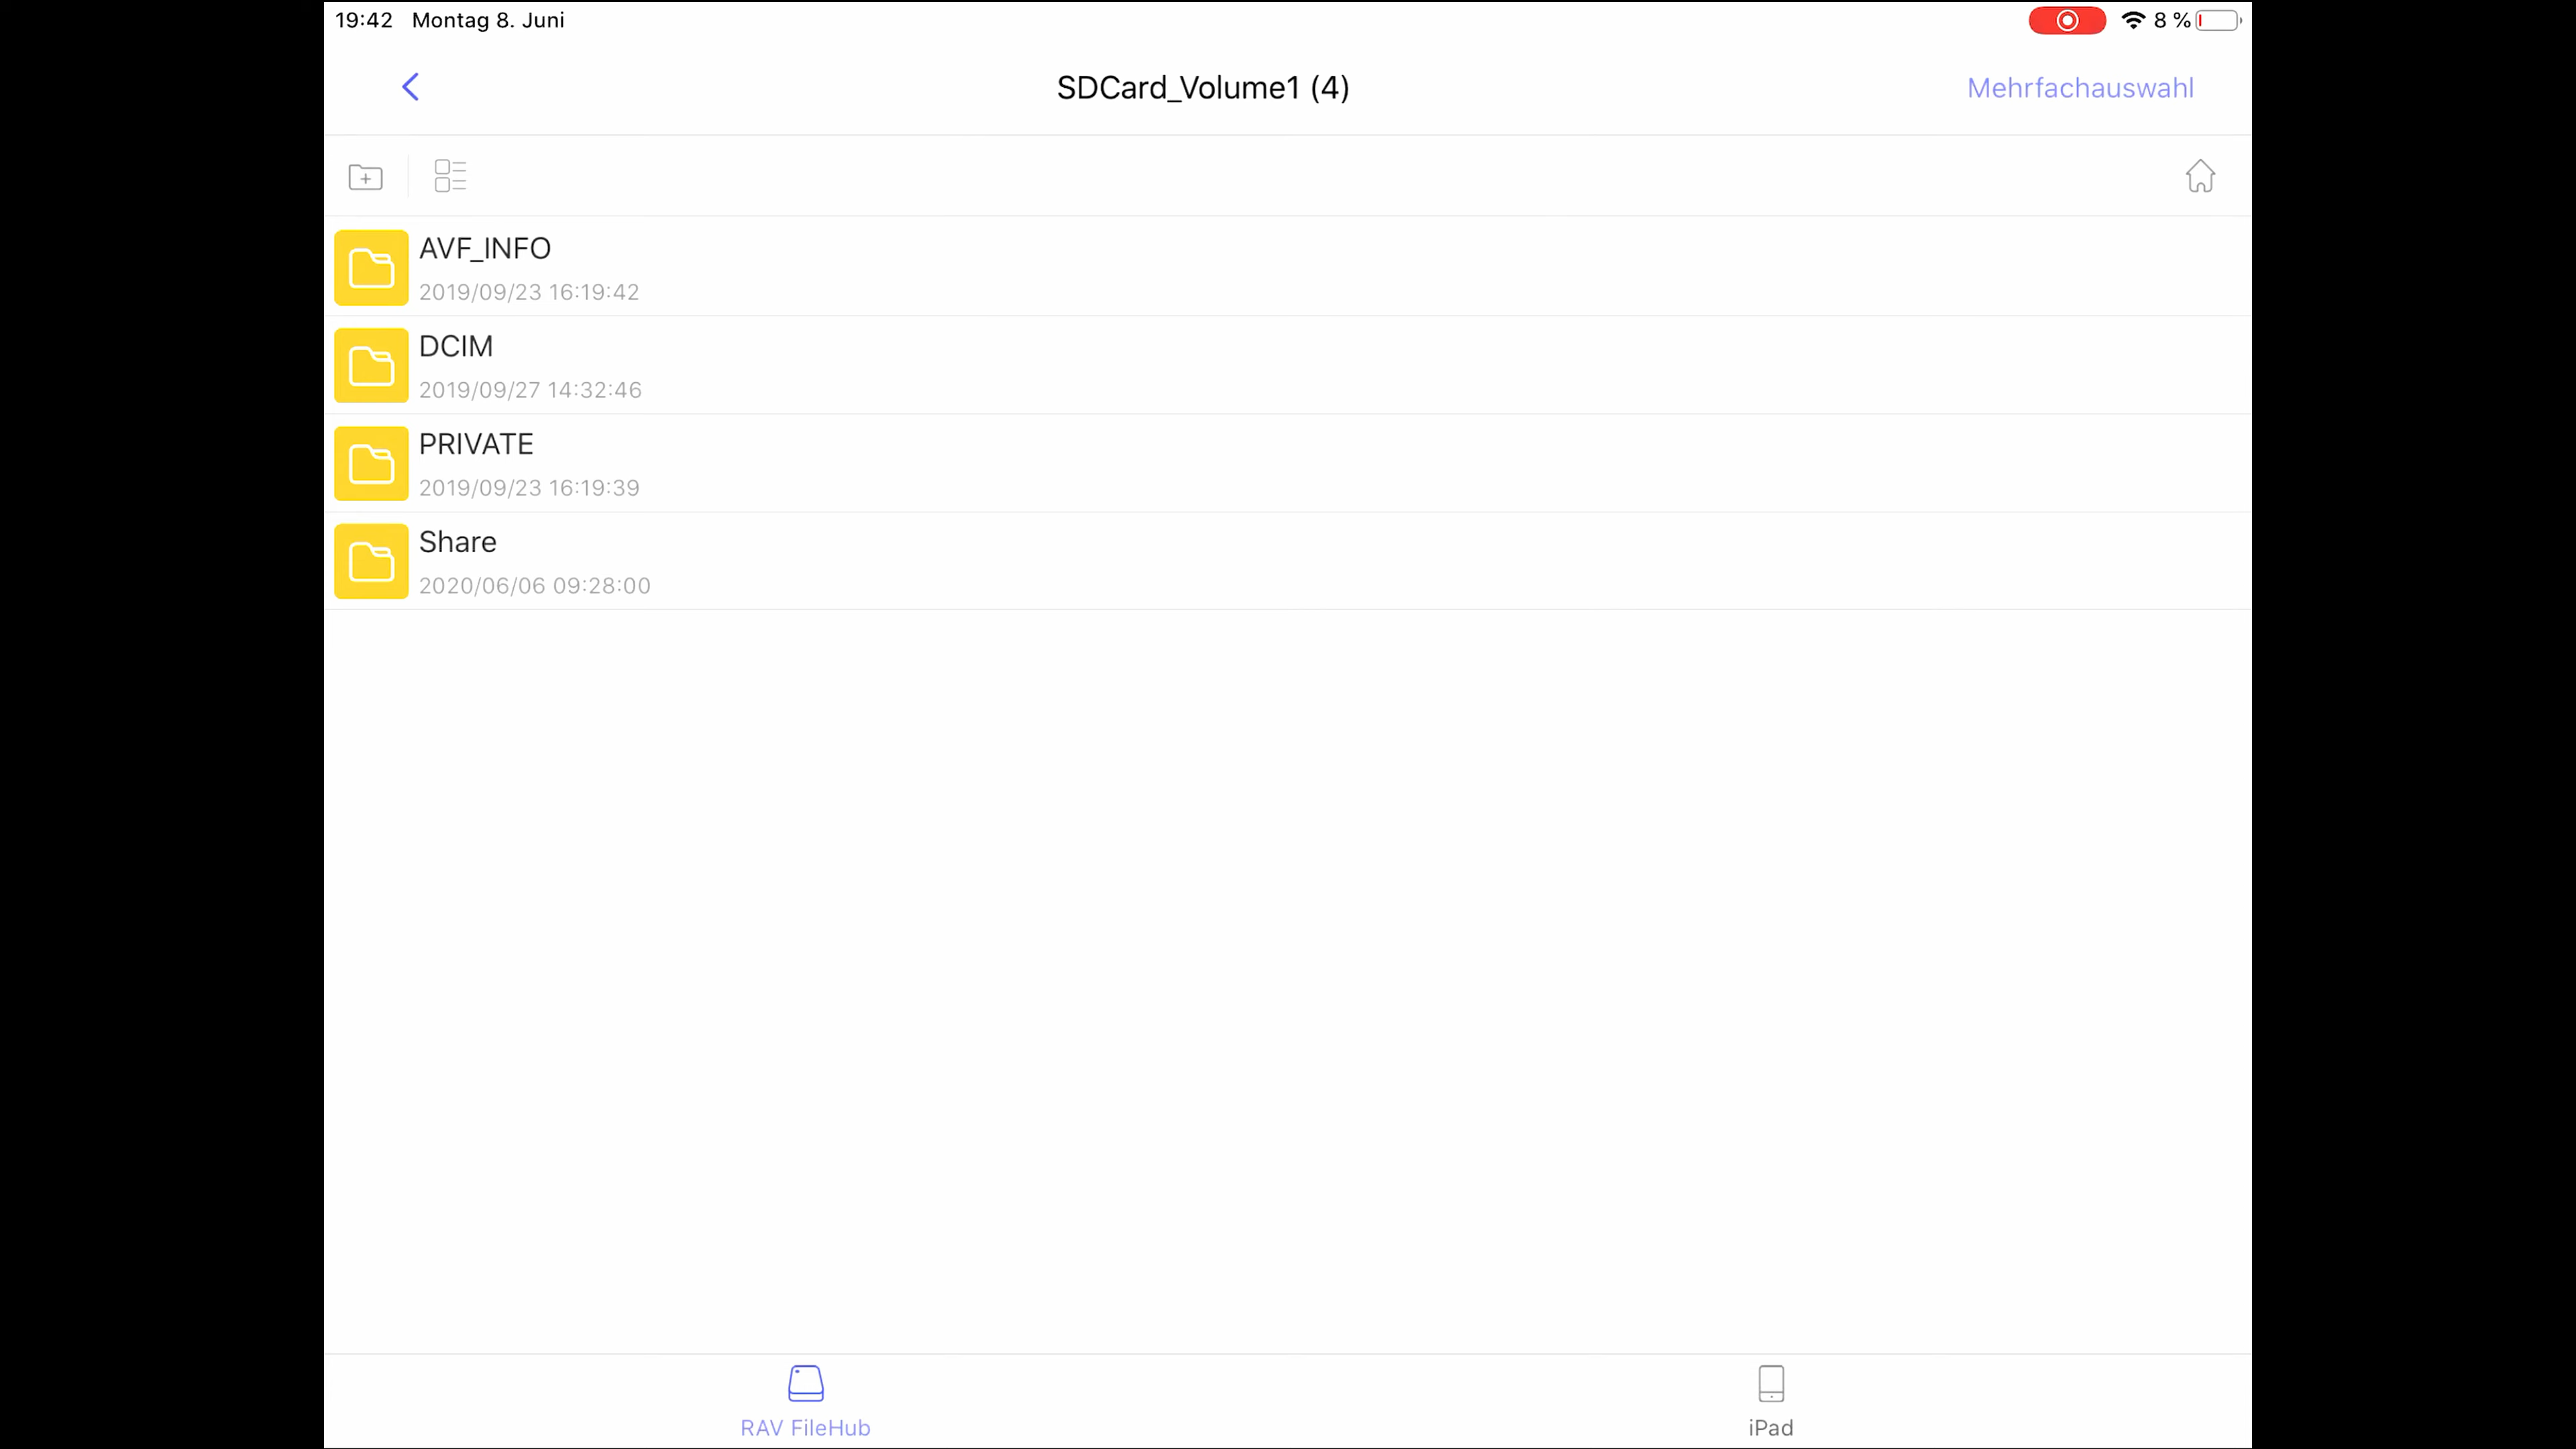 19:42 Montag 8. Juni 8 %
SDCard_Volume1 (4) Mehrfachauswahl
AVF_INFO
2019/09/23 16:19:42
DCIM
2019/09/27 14:32:46
PRIVATE
2019/09/23 16:19:39
Share
2020/06/06 09:28:00
RAV FileHub iPad